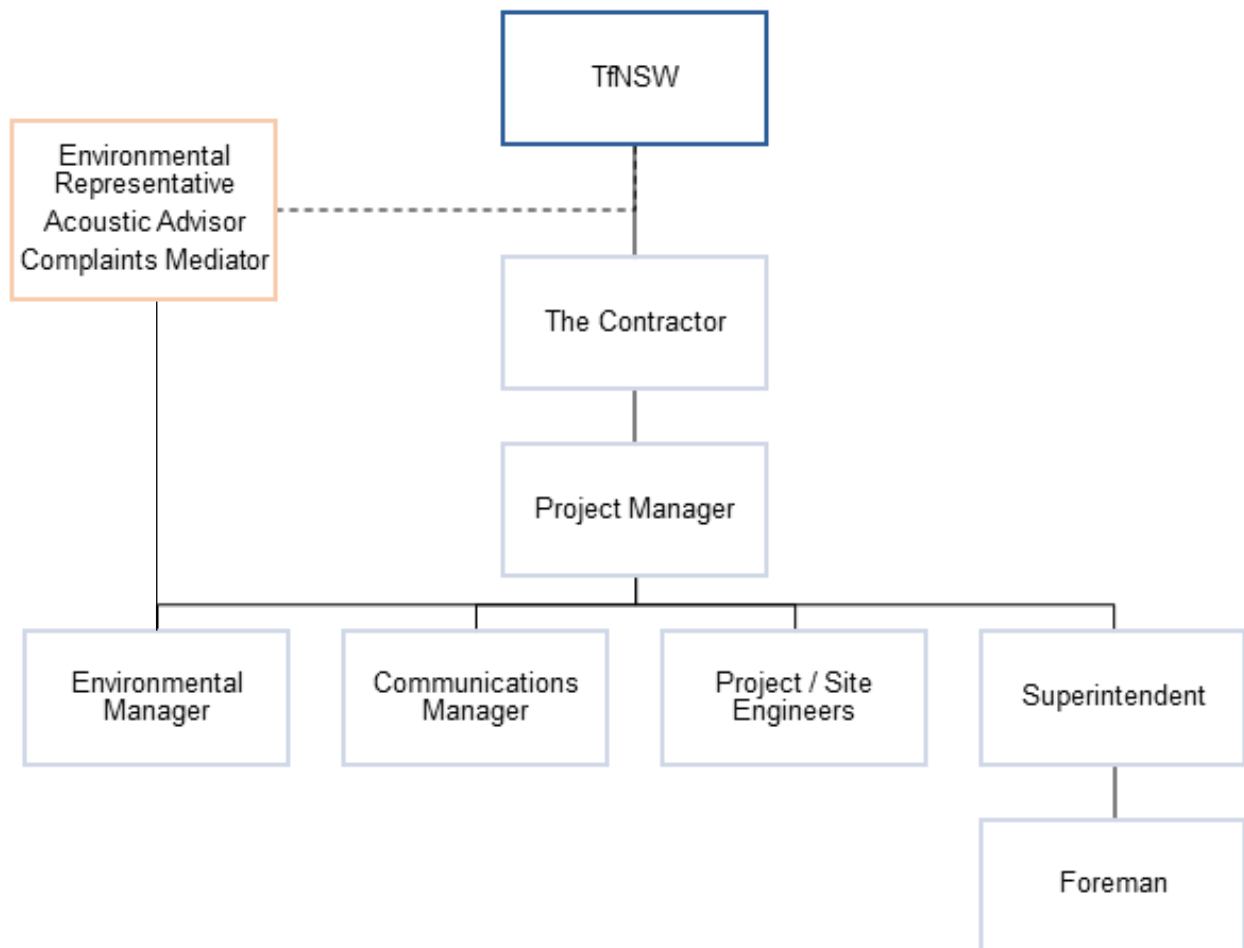 TfNSW
Environmental
Representative
Acoustic Advisor
Complaints Mediator
The Contractor
Project Manager
Environmental
Manager
Communications
Manager
Project / Site
Engineers
Superintendent
Foreman